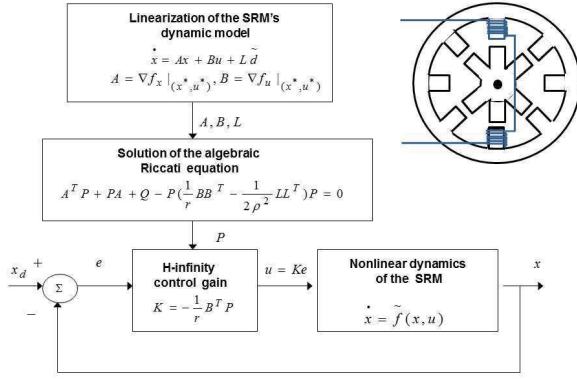 Linearization of the SRM's
dynamic model
ẋ = Ax + Bu + L d̃
A = ∇f_x |_(x*,u*), B = ∇f_u |_(x*,u*)
A, B, L
Solution of the algebraic
Riccati equation
A^T P + PA + Q − P(1/r BB^T − 1/(2ρ^2) LL^T)P = 0
P
x_d
+
Σ
−
e
H-infinity
control gain
K = −1/r B^T P
u = Ke
Nonlinear dynamics
of the SRM
ẋ = f̃(x, u)
x